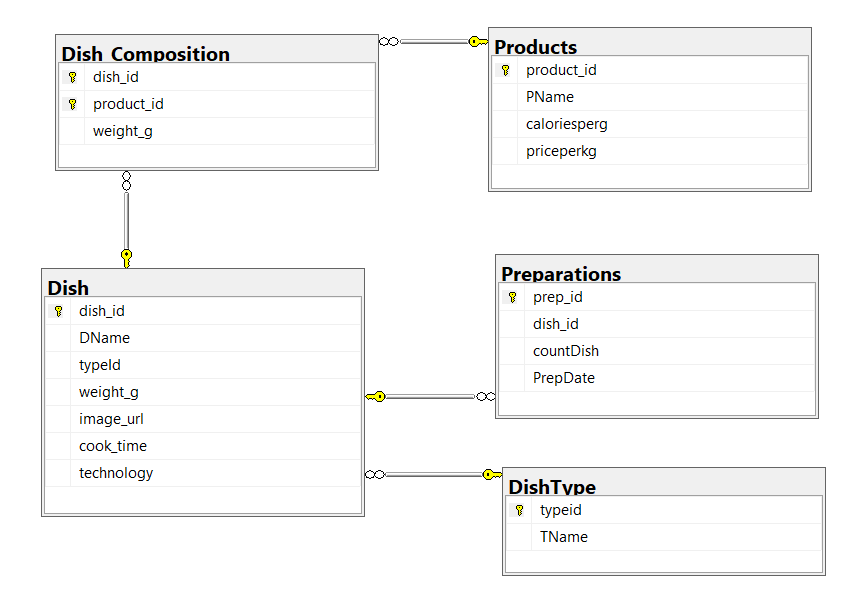 Dish_Composition
dish_id
product_id
weight_g
Products
product_id
PName
caloriesperg
priceperkg
Dish
dish_id
DName
typeId
weight_g
image_url
cook_time
technology
Preparations
prep_id
dish_id
countDish
PrepDate
DishType
typeid
TName